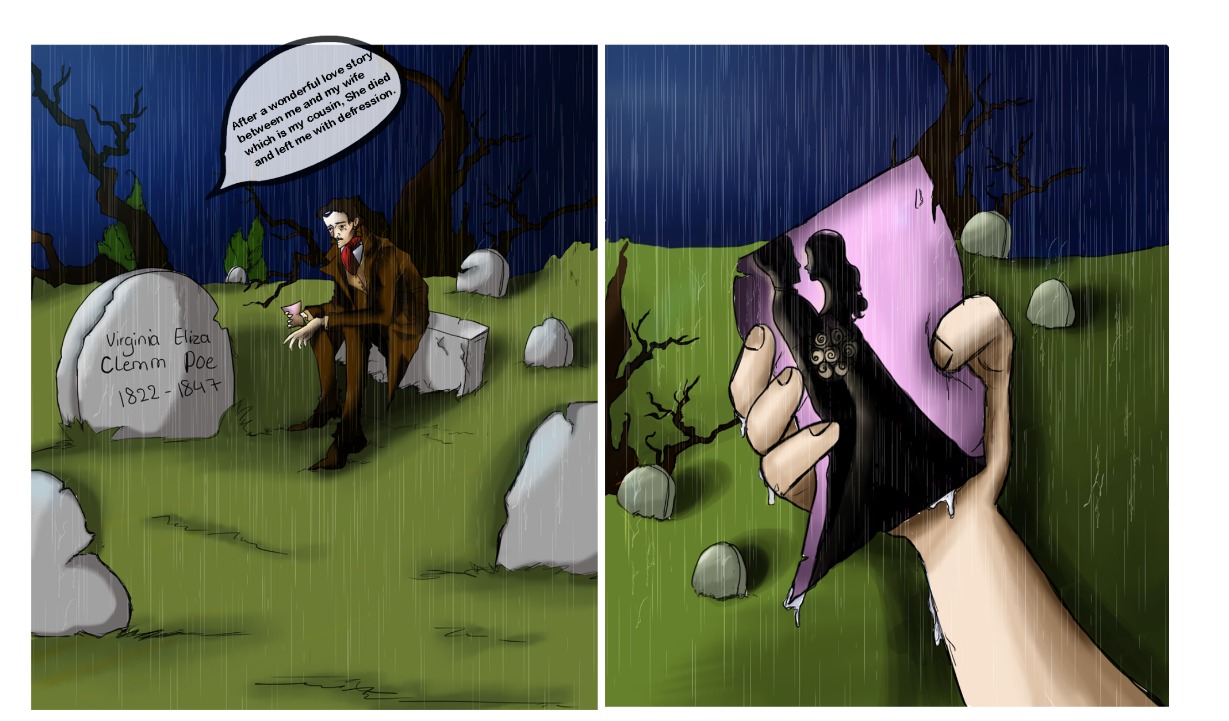 After a wonderful love story
between me and my wife
which is my cousin, She died
and left me with defression.
Virginia Eliza
Clemm Poe
1822-1847